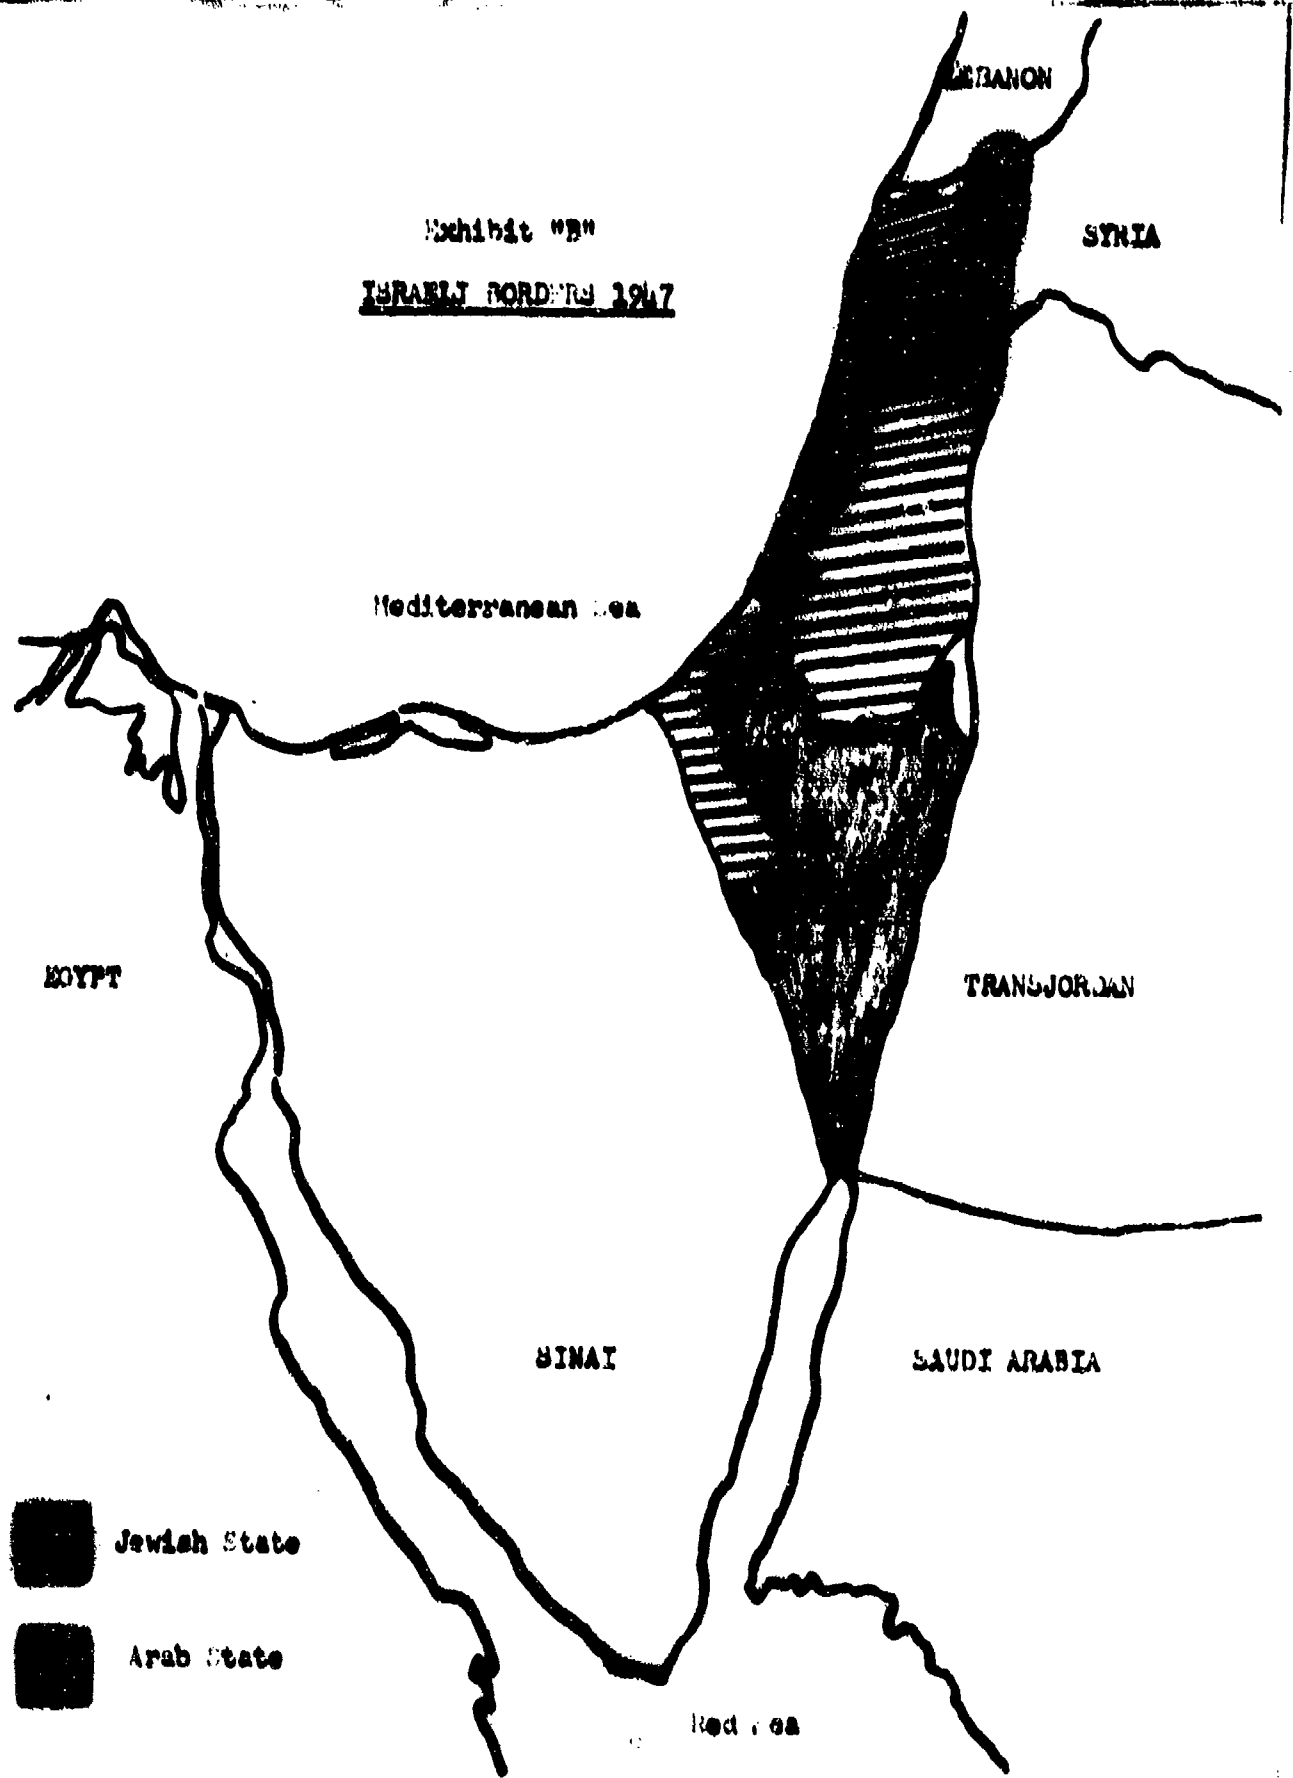 LEBANON
Exhibit "B"
SYRIA
ISRAELI BORDERS 1947
Mediterranean Sea
EGYPT
TRANSJORDAN
SINAI
SAUDI ARABIA
Jewish State
Arab State
Red Sea